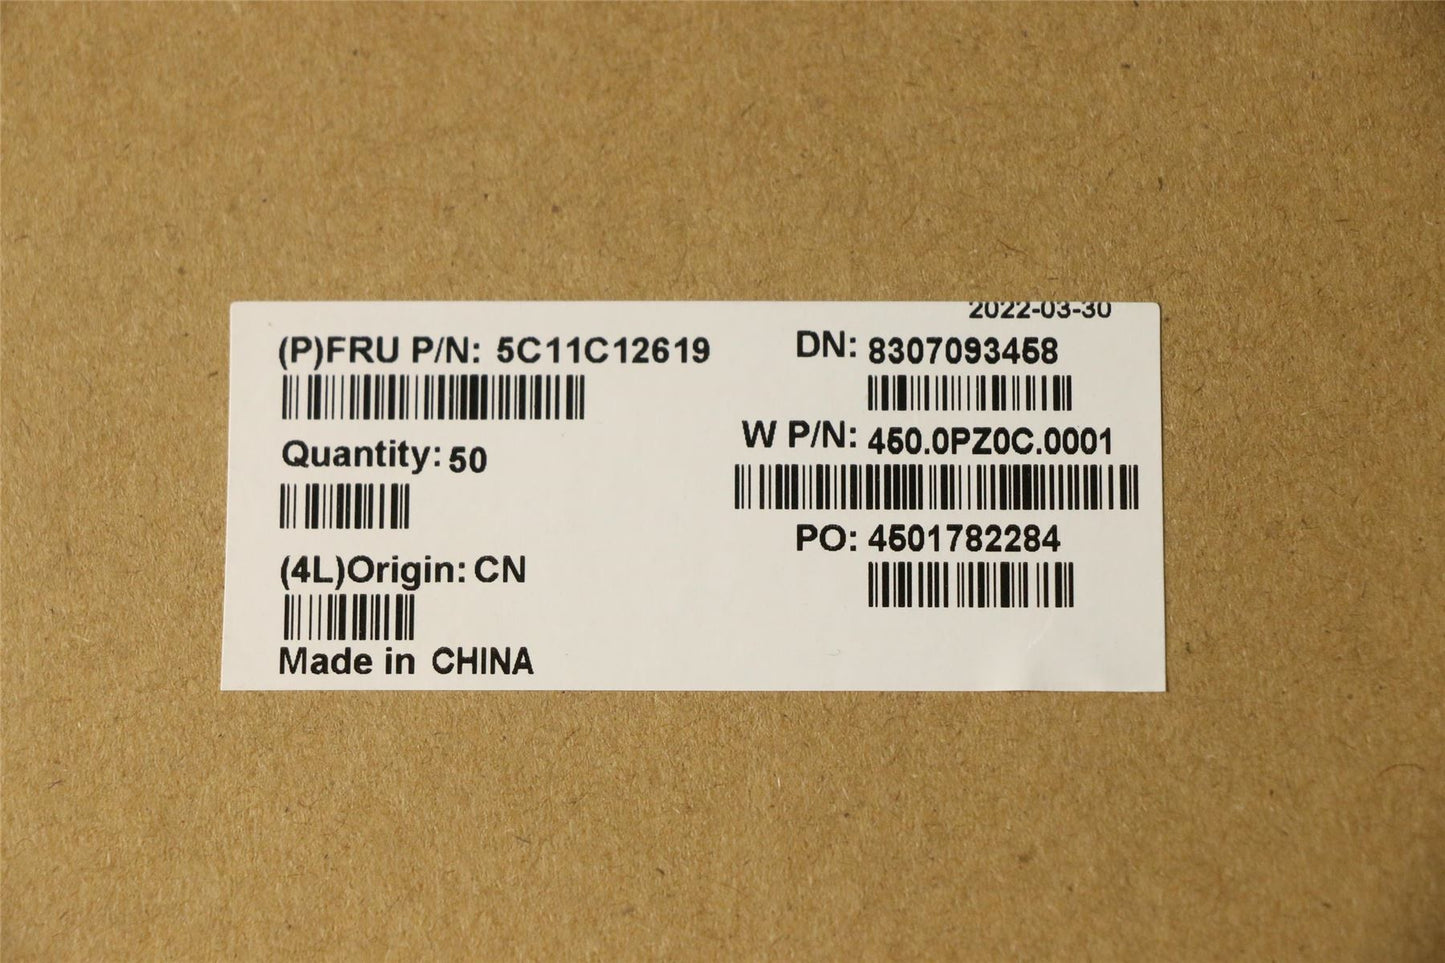 2022-03-30
(P)FRU P/N: 5C11C12619
DN: 8307093458
W P/N: 450.0PZ0C.0001
Quantity: 50
PO: 4501782284
(4L)Origin: CN
Made in CHINA